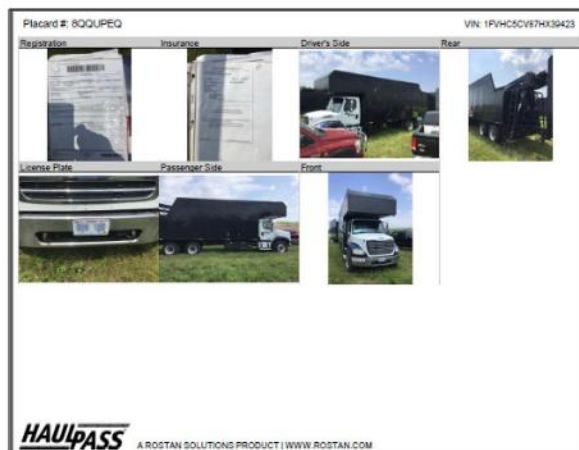 Placard #: 8QQUPEQ VIN: 1FVHC5CV87HX39423
Registration Insurance Driver's Side Rear
License Plate Passenger Side Front
HAULPASS A ROSTAN SOLUTIONS PRODUCT | WWW.ROSTAN.COM